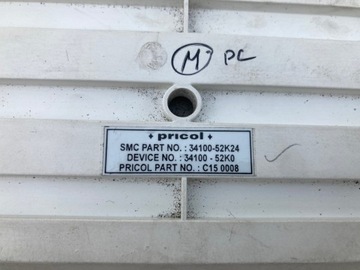 M PC
pricol
SMC PART NO. : 34100-52K24
DEVICE NO. : 34100 - 52K0
PRICOL PART NO. : C15 0008